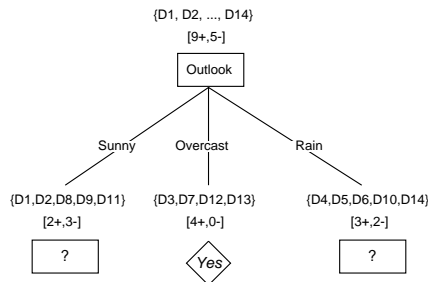 {D1, D2, ..., D14}
[9+,5-]
Outlook
Sunny Overcast Rain
{D1,D2,D8,D9,D11} {D3,D7,D12,D13} {D4,D5,D6,D10,D14}
[2+,3-] [4+,0-] [3+,2-]
? Yes ?